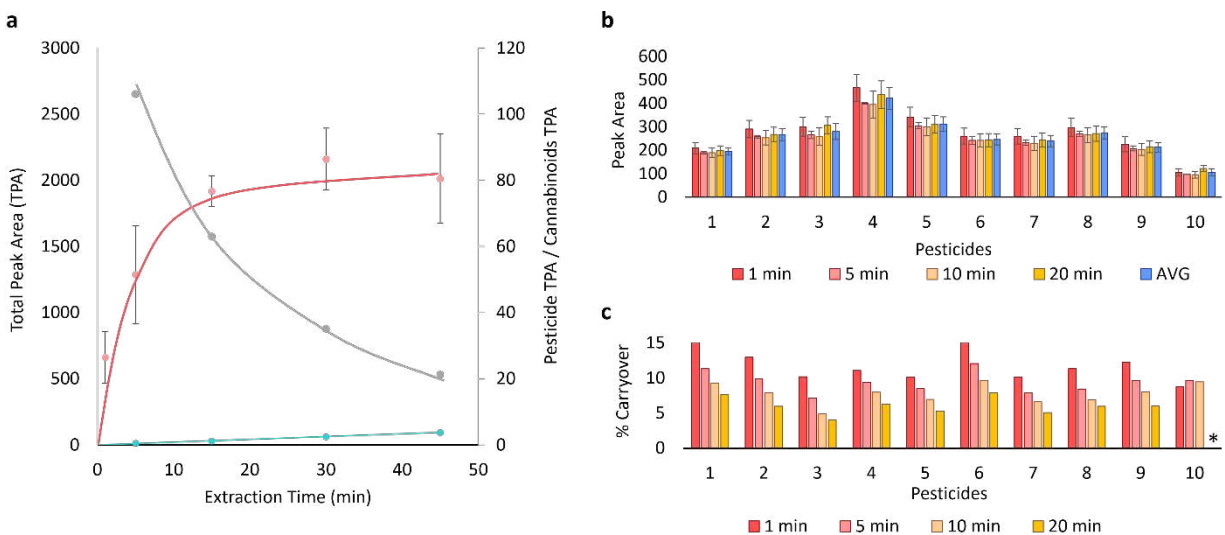 a
3000
2500
2000
1500
1000
500
0
Total Peak Area (TPA)
0 10 20 30 40 50
Extraction Time (min)
120
100
80
60
40
20
0
Pesticide TPA / Cannabinoids TPA
b
600
500
400
300
200
100
0
Peak Area
1 2 3 4 5 6 7 8 9 10
Pesticides
1 min 5 min 10 min 20 min AVG
c
15
10
5
0
% Carryover
*
1 2 3 4 5 6 7 8 9 10
Pesticides
1 min 5 min 10 min 20 min